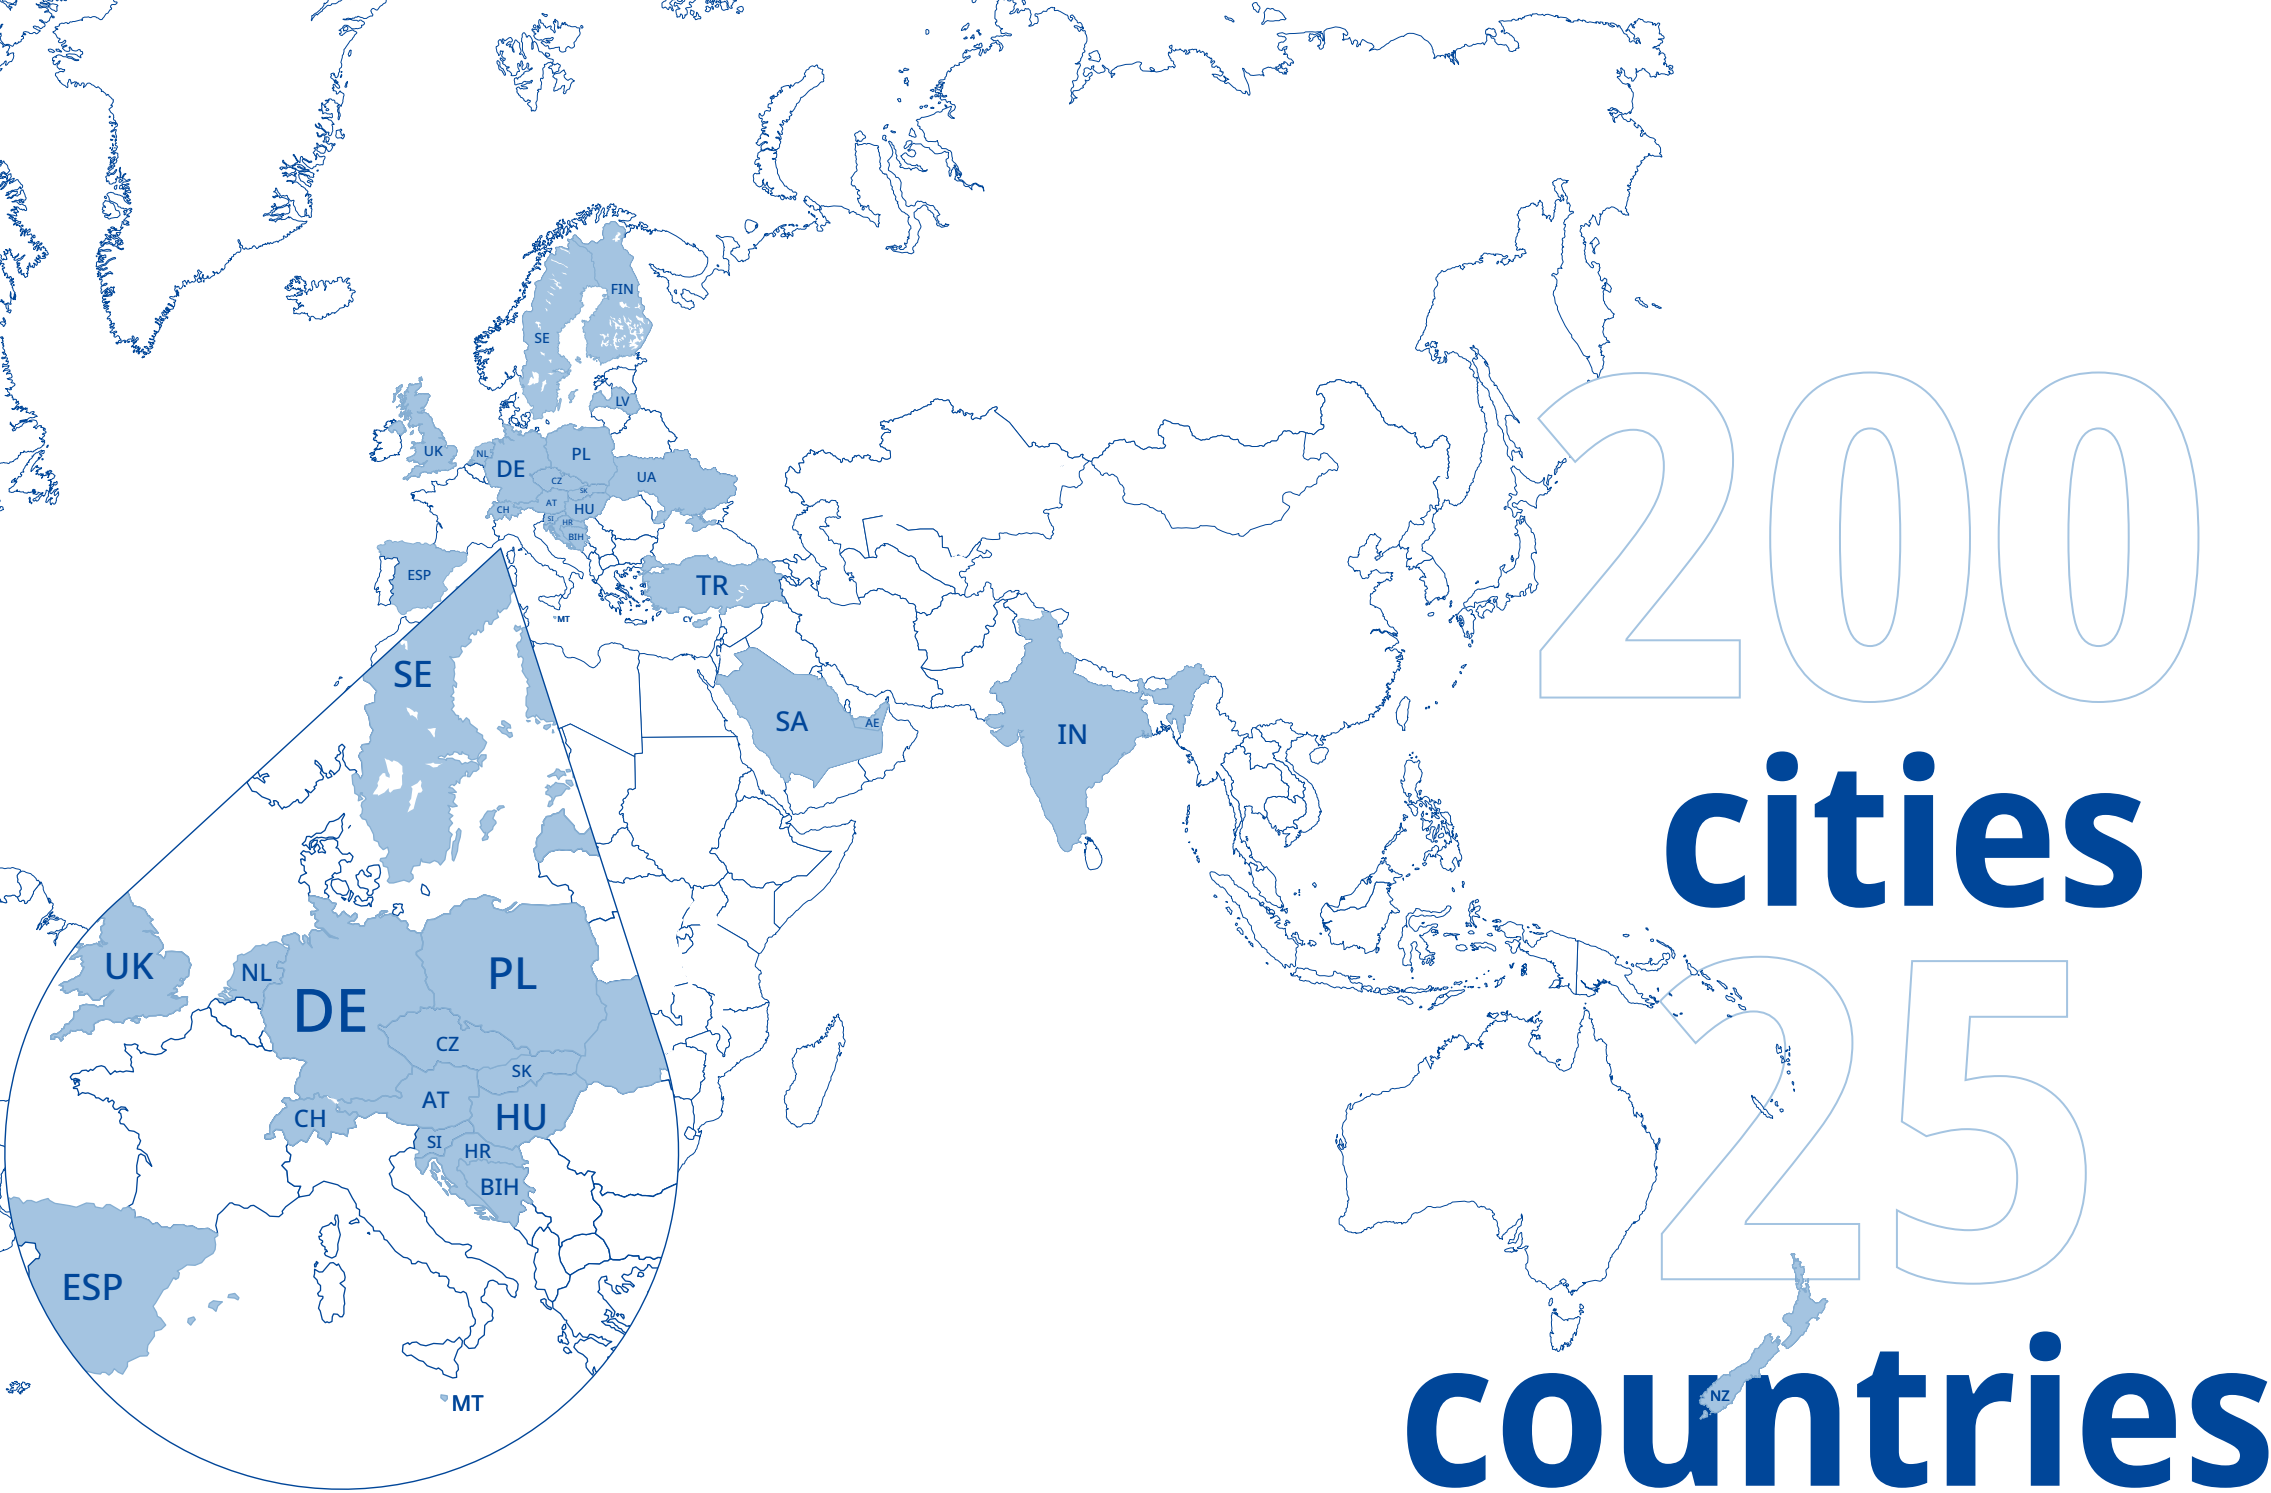 FIN
SE
LV
UK
NL
DE
PL
CZ
SK
UA
CH
AT
HU
SI
HR
BIH
ESP
TR
MT
CY
SA
AE
IN
200
cities
25
countries
NZ
SE
UK
NL
DE
PL
CZ
SK
AT
CH
HU
SI
HR
BIH
ESP
MT